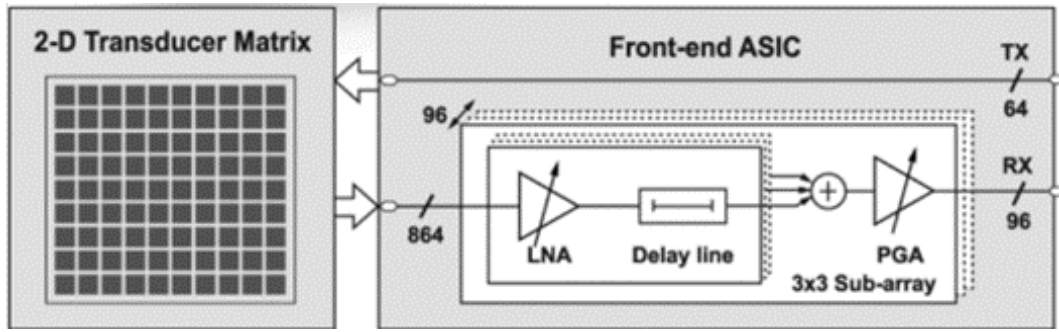 2-D Transducer Matrix
Front-end ASIC
TX
64
96
864
LNA
Delay line
PGA
3x3 Sub-array
RX
96